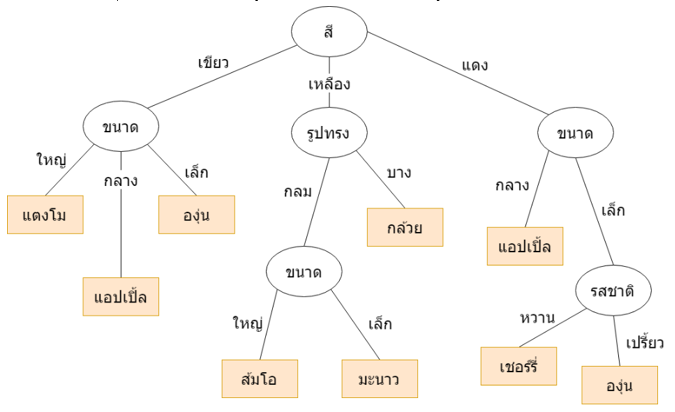 สี
เขียว
เหลือง
แดง
ขนาด
รูปทรง
ขนาด
ใหญ่
กลาง
เล็ก
กลม
บาง
กลาง
เล็ก
แตงโม
องุ่น
กล้วย
แอปเปิ้ล
แอปเปิ้ล
ขนาด
รสชาติ
ใหญ่
เล็ก
หวาน
เปรี้ยว
ส้มโอ
มะนาว
เชอร์รี่
องุ่น